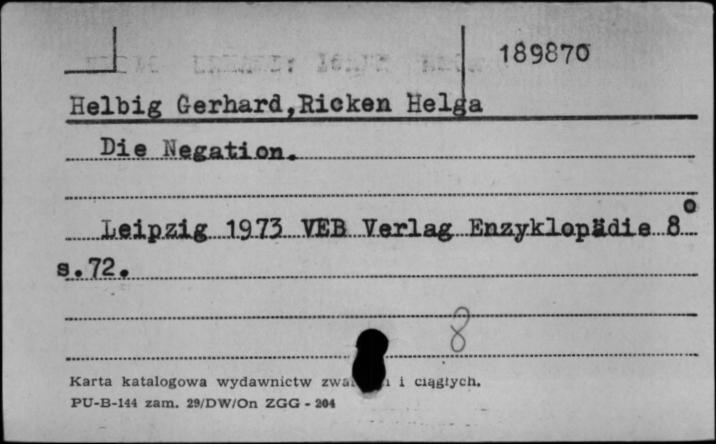 189870
Helbig Gerhard,Ricken Helga
Die Negation.
Leipzig 1973 VEB Verlag Enzyklopädie 8°
s.72.
8
Karta katalogowa wydawnictw i ciągłych.
PU-B-144 zam. 29/DW/On ZGG - 204